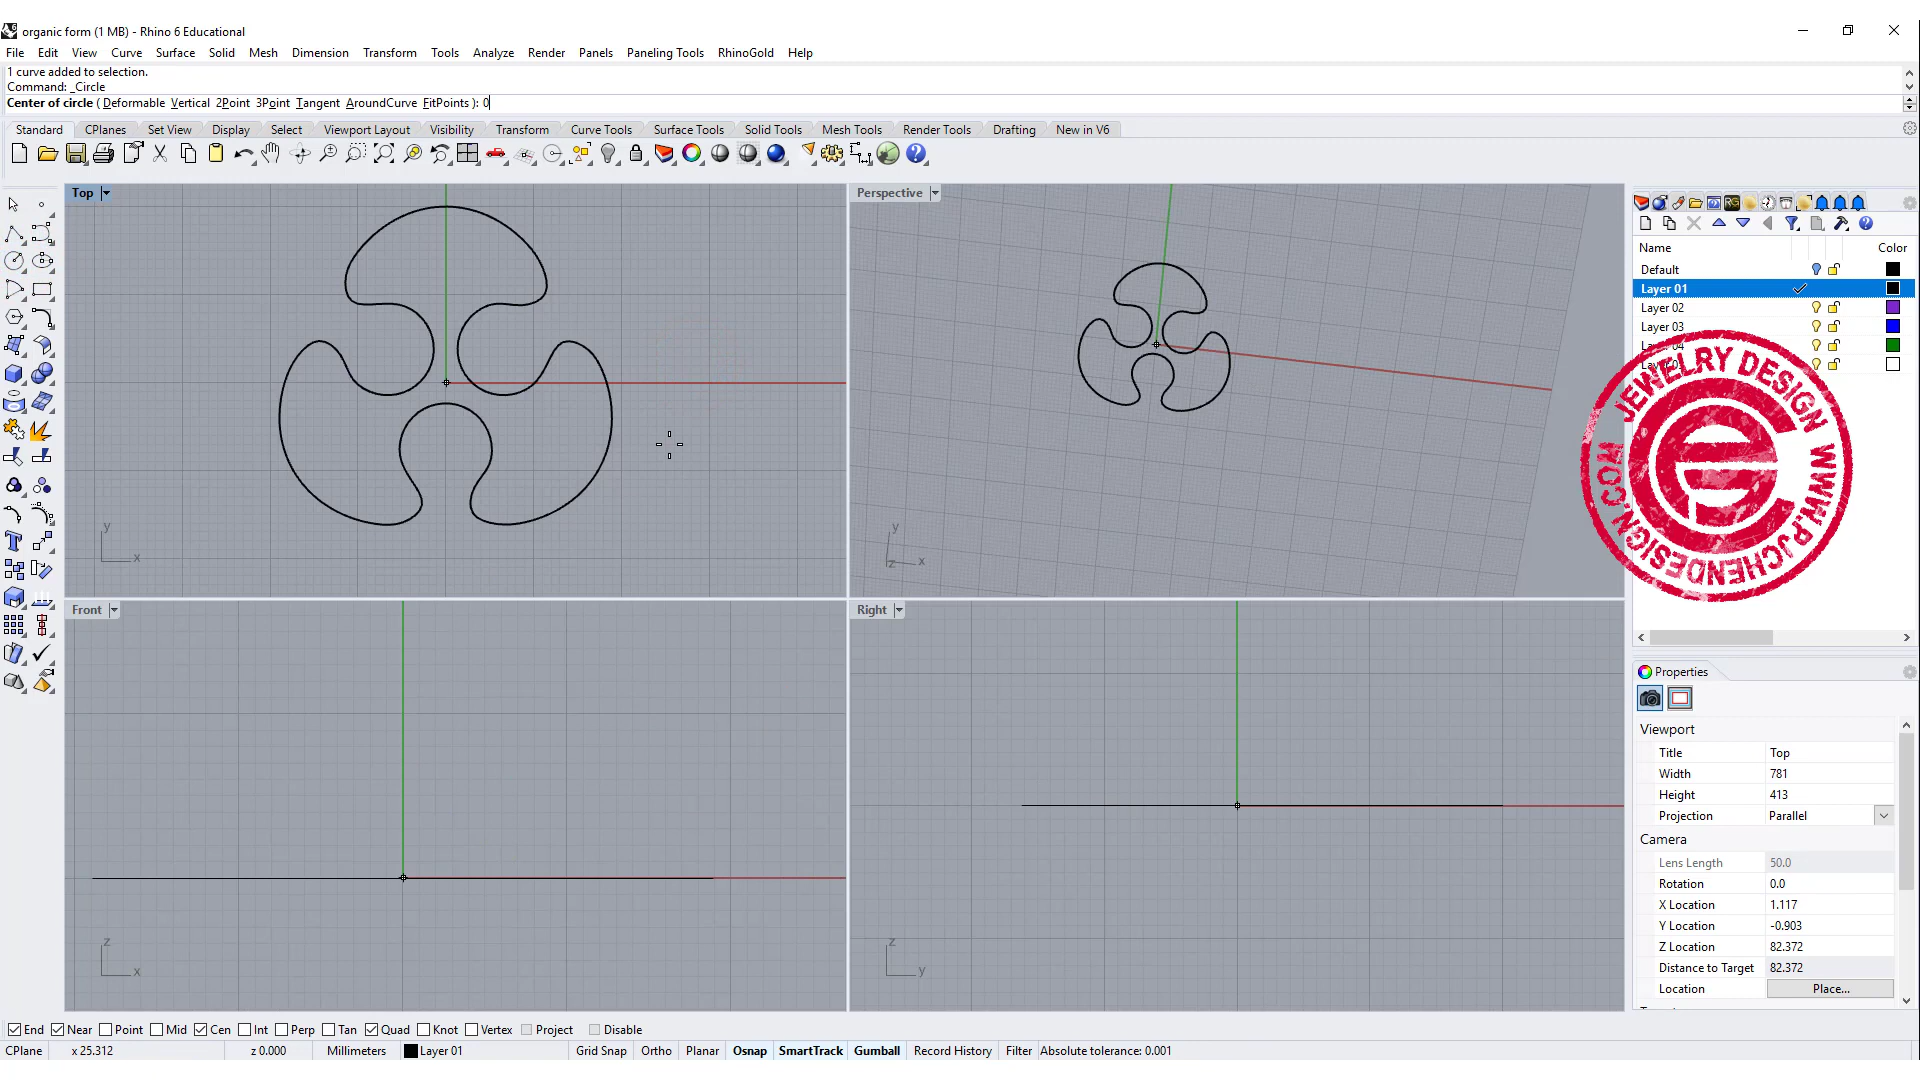 organic form (1 MB) - Rhino 6 Educational
File Edit View Curve Surface Solid Mesh Dimension Transform Tools Analyze Render Panels Paneling Tools RhinoGold Help
1 curve added to selection.
Command: _Circle
Center of circle ( Deformable Vertical 2Point 3Point Tangent AroundCurve FitPoints ): 0
Standard CPlanes Set View Display Select Viewport Layout Visibility Transform Curve Tools Surface Tools Solid Tools Mesh Tools Render Tools Drafting New in V6
Top
Perspective
y
x
y
z
x
Front
Right
z
x
z
y
RG
Name Color
Default
Layer 01
Layer 02
Layer 03
JEWELRY DESIGN WWW.PJCHENDESIGN.COM
Properties
Viewport
Title Top
Width 781
Height 413
Projection Parallel
Camera
Lens Length 50.0
Rotation 0.0
X Location 1.117
Y Location -0.903
Z Location 82.372
Distance to Target 82.372
Location Place...
End Near Point Mid Cen Int Perp Tan Quad Knot Vertex Project Disable
CPlane x 25.312 z 0.000 Millimeters Layer 01 Grid Snap Ortho Planar Osnap SmartTrack Gumball Record History Filter Absolute tolerance: 0.001